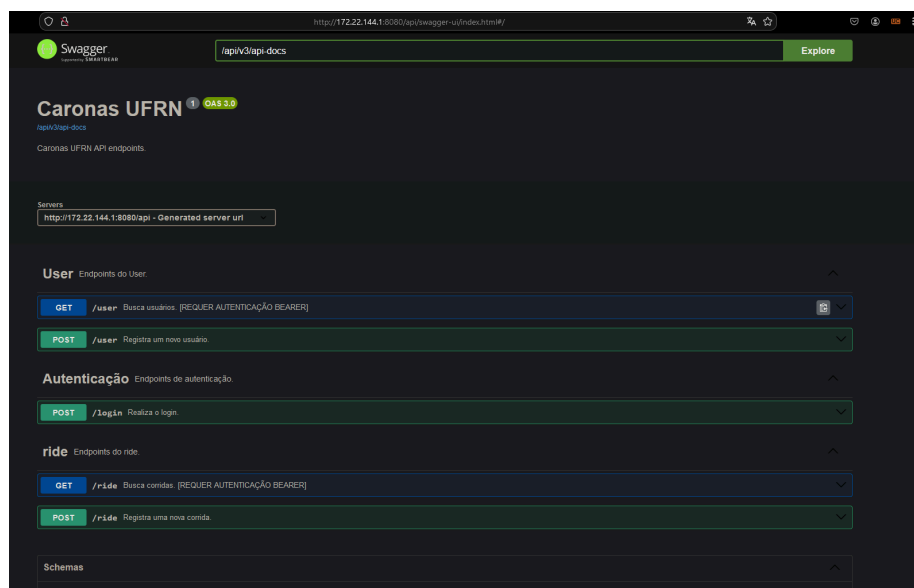 http://172.22.144.1:8080/api/swagger-ui/index.html#/
Swagger.
Supported by SMARTBEAR
/api/v3/api-docs
Explore
Caronas UFRN 1 OAS 3.0
/api/v3/api-docs
Caronas UFRN API endpoints.
Servers
http://172.22.144.1:8080/api - Generated server url
User Endpoints do User.
GET /user Busca usuários. [REQUER AUTENTICAÇÃO BEARER]
POST /user Registra um novo usuário.
Autenticação Endpoints de autenticação.
POST /login Realiza o login.
ride Endpoints do ride.
GET /ride Busca corridas. [REQUER AUTENTICAÇÃO BEARER]
POST /ride Registra uma nova corrida.
Schemas